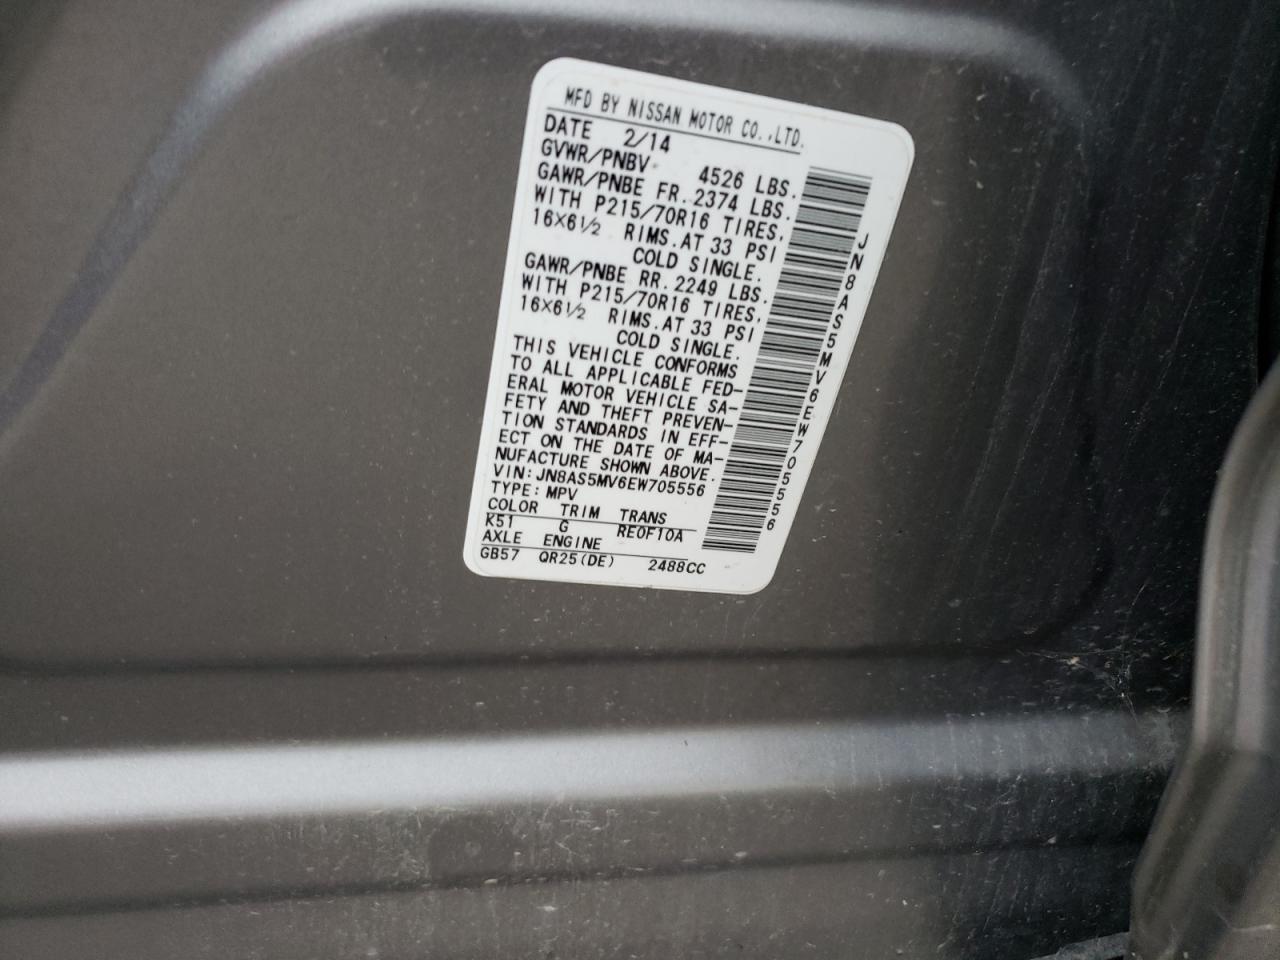 MFD BY NISSAN MOTOR CO.,LTD.
DATE 2/14
GVWR/PNBV 4526 LBS.
GAWR/PNBE FR. 2374 LBS.
WITH P215/70R16 TIRES,
16X6½ RIMS.AT 33 PSI
COLD SINGLE.
GAWR/PNBE RR. 2249 LBS.
WITH P215/70R16 TIRES,
16X6½ RIMS.AT 33 PSI
COLD SINGLE.
THIS VEHICLE CONFORMS
TO ALL APPLICABLE FED-
ERAL MOTOR VEHICLE SA-
FETY AND THEFT PREVEN-
TION STANDARDS IN EFF-
ECT ON THE DATE OF MA-
NUFACTURE SHOWN ABOVE.
VIN:JN8AS5MV6EW705556
TYPE:MPV
COLOR TRIM TRANS
K51 G RE0F10A
AXLE ENGINE
GB57 QR25(DE) 2488CC
JN8AS5MV6EW705556